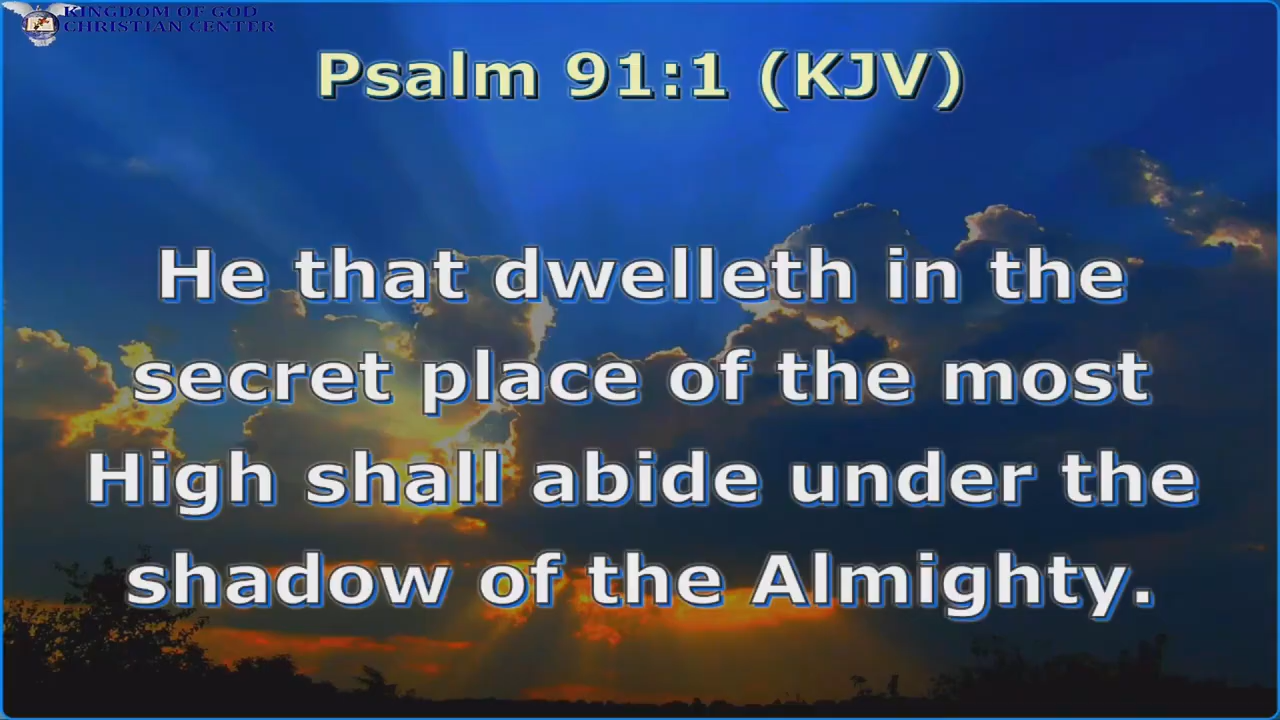 KINGDOM OF GOD
CHRISTIAN CENTER
Psalm 91:1 (KJV)
He that dwelleth in the
secret place of the most
High shall abide under the
shadow of the Almighty.